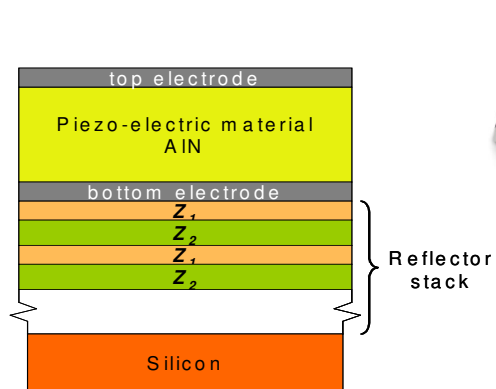 top electrode
Piezo-electric material
AlN
bottom electrode
Z₁
Z₂
Z₁
Z₂
Reflector
stack
Silicon